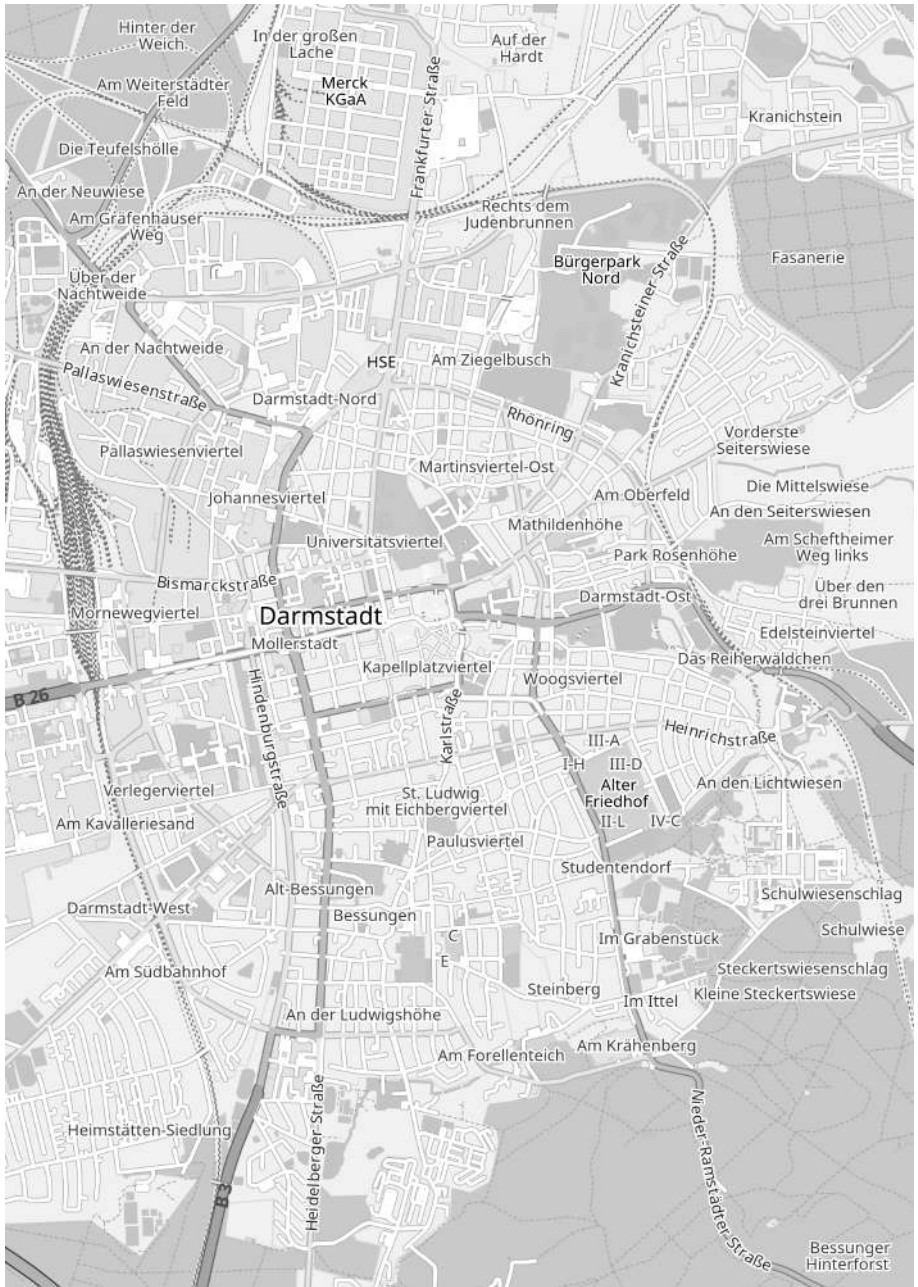 Hinter der
Weich
In der großen
Lache
Auf der
Hardt
Am Weiterstädter
Feld
Merck
KGaA
Frankfurter-Straße
Kranichstein
Die Teufelshölle
An der Neuwiese
Am Gräfenhäuser
Weg
Rechts dem
Judenbrunnen
Bürgerpark
Nord
Kranichsteiner-Straße
Fasanerie
Über der
Nachtweide
An der Nachtweide
HSE
Am Ziegelbusch
Pallaswiesenstraße
Darmstadt-Nord
Rhönring
Vorderste
Seiterswiese
Pallaswiesenviertel
Martinsviertel-Ost
Johannesviertel
Am Oberfeld
Die Mittelswiese
An den Seiterswiesen
Mathildenhöhe
Universitätsviertel
Am Scheftheimer
Weg links
Park Rosenhöhe
Bismarckstraße
Über den
drei Brunnen
Darmstadt-Ost
Mornewegviertel
Darmstadt
Mollerstadt
Edelsteinviertel
Kapellplatzviertel
Das Reiherwäldchen
Woogsviertel
B 26
Hindenburgstraße
Karlstraße
Heinrichstraße
III-A
I-H
III-D
Alter
Friedhof
An den Lichtwiesen
Verlegerviertel
St. Ludwig
mit Eichbergviertel
II-L
IV-C
Am Kavalleriesand
Paulusviertel
Studentendorf
Alt-Bessungen
Schulwiesenschlag
Darmstadt-West
Bessungen
Schulwiese
C
Im Grabenstück
E
Am Südbahnhof
Steckertswiesenschlag
Steinberg
Im Ittel
Kleine Steckertswiese
An der Ludwigshöhe
Am Forellenteich
Am Krähenberg
Heimstätten-Siedlung
Heidelberger-Straße
Nieder-Ramstädter Straße
B3
Bessunger
Hinterforst